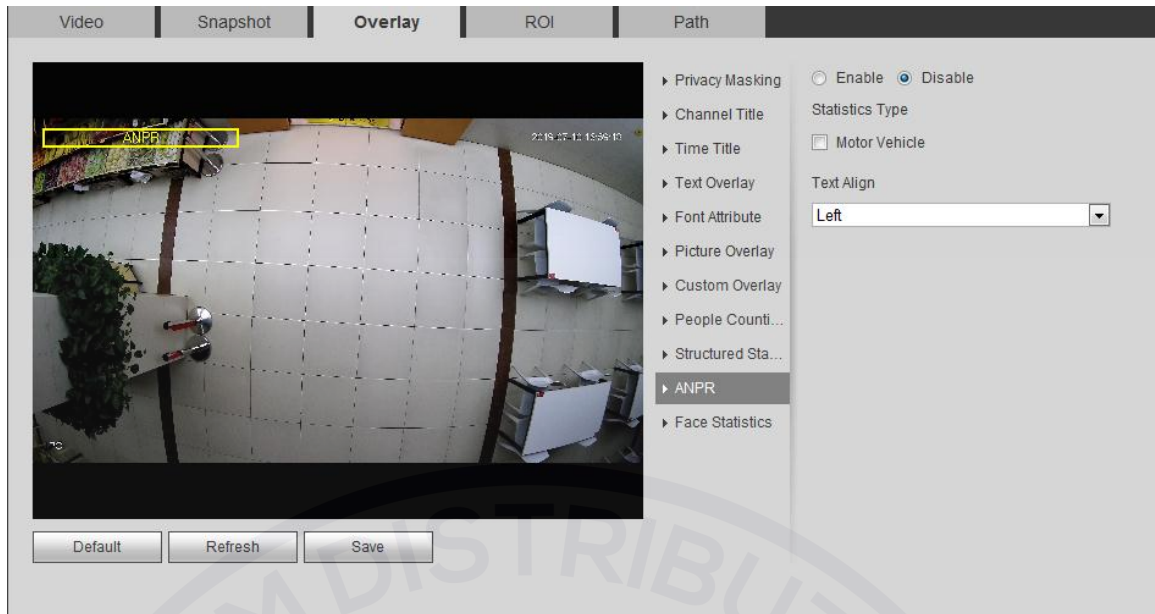 Video Snapshot Overlay ROI Path
ANPR
Privacy Masking
Channel Title
Time Title
Text Overlay
Font Attribute
Picture Overlay
Custom Overlay
People Counti...
Structured Sta...
ANPR
Face Statistics
Enable Disable
Statistics Type
Motor Vehicle
Text Align
Left
Default Refresh Save